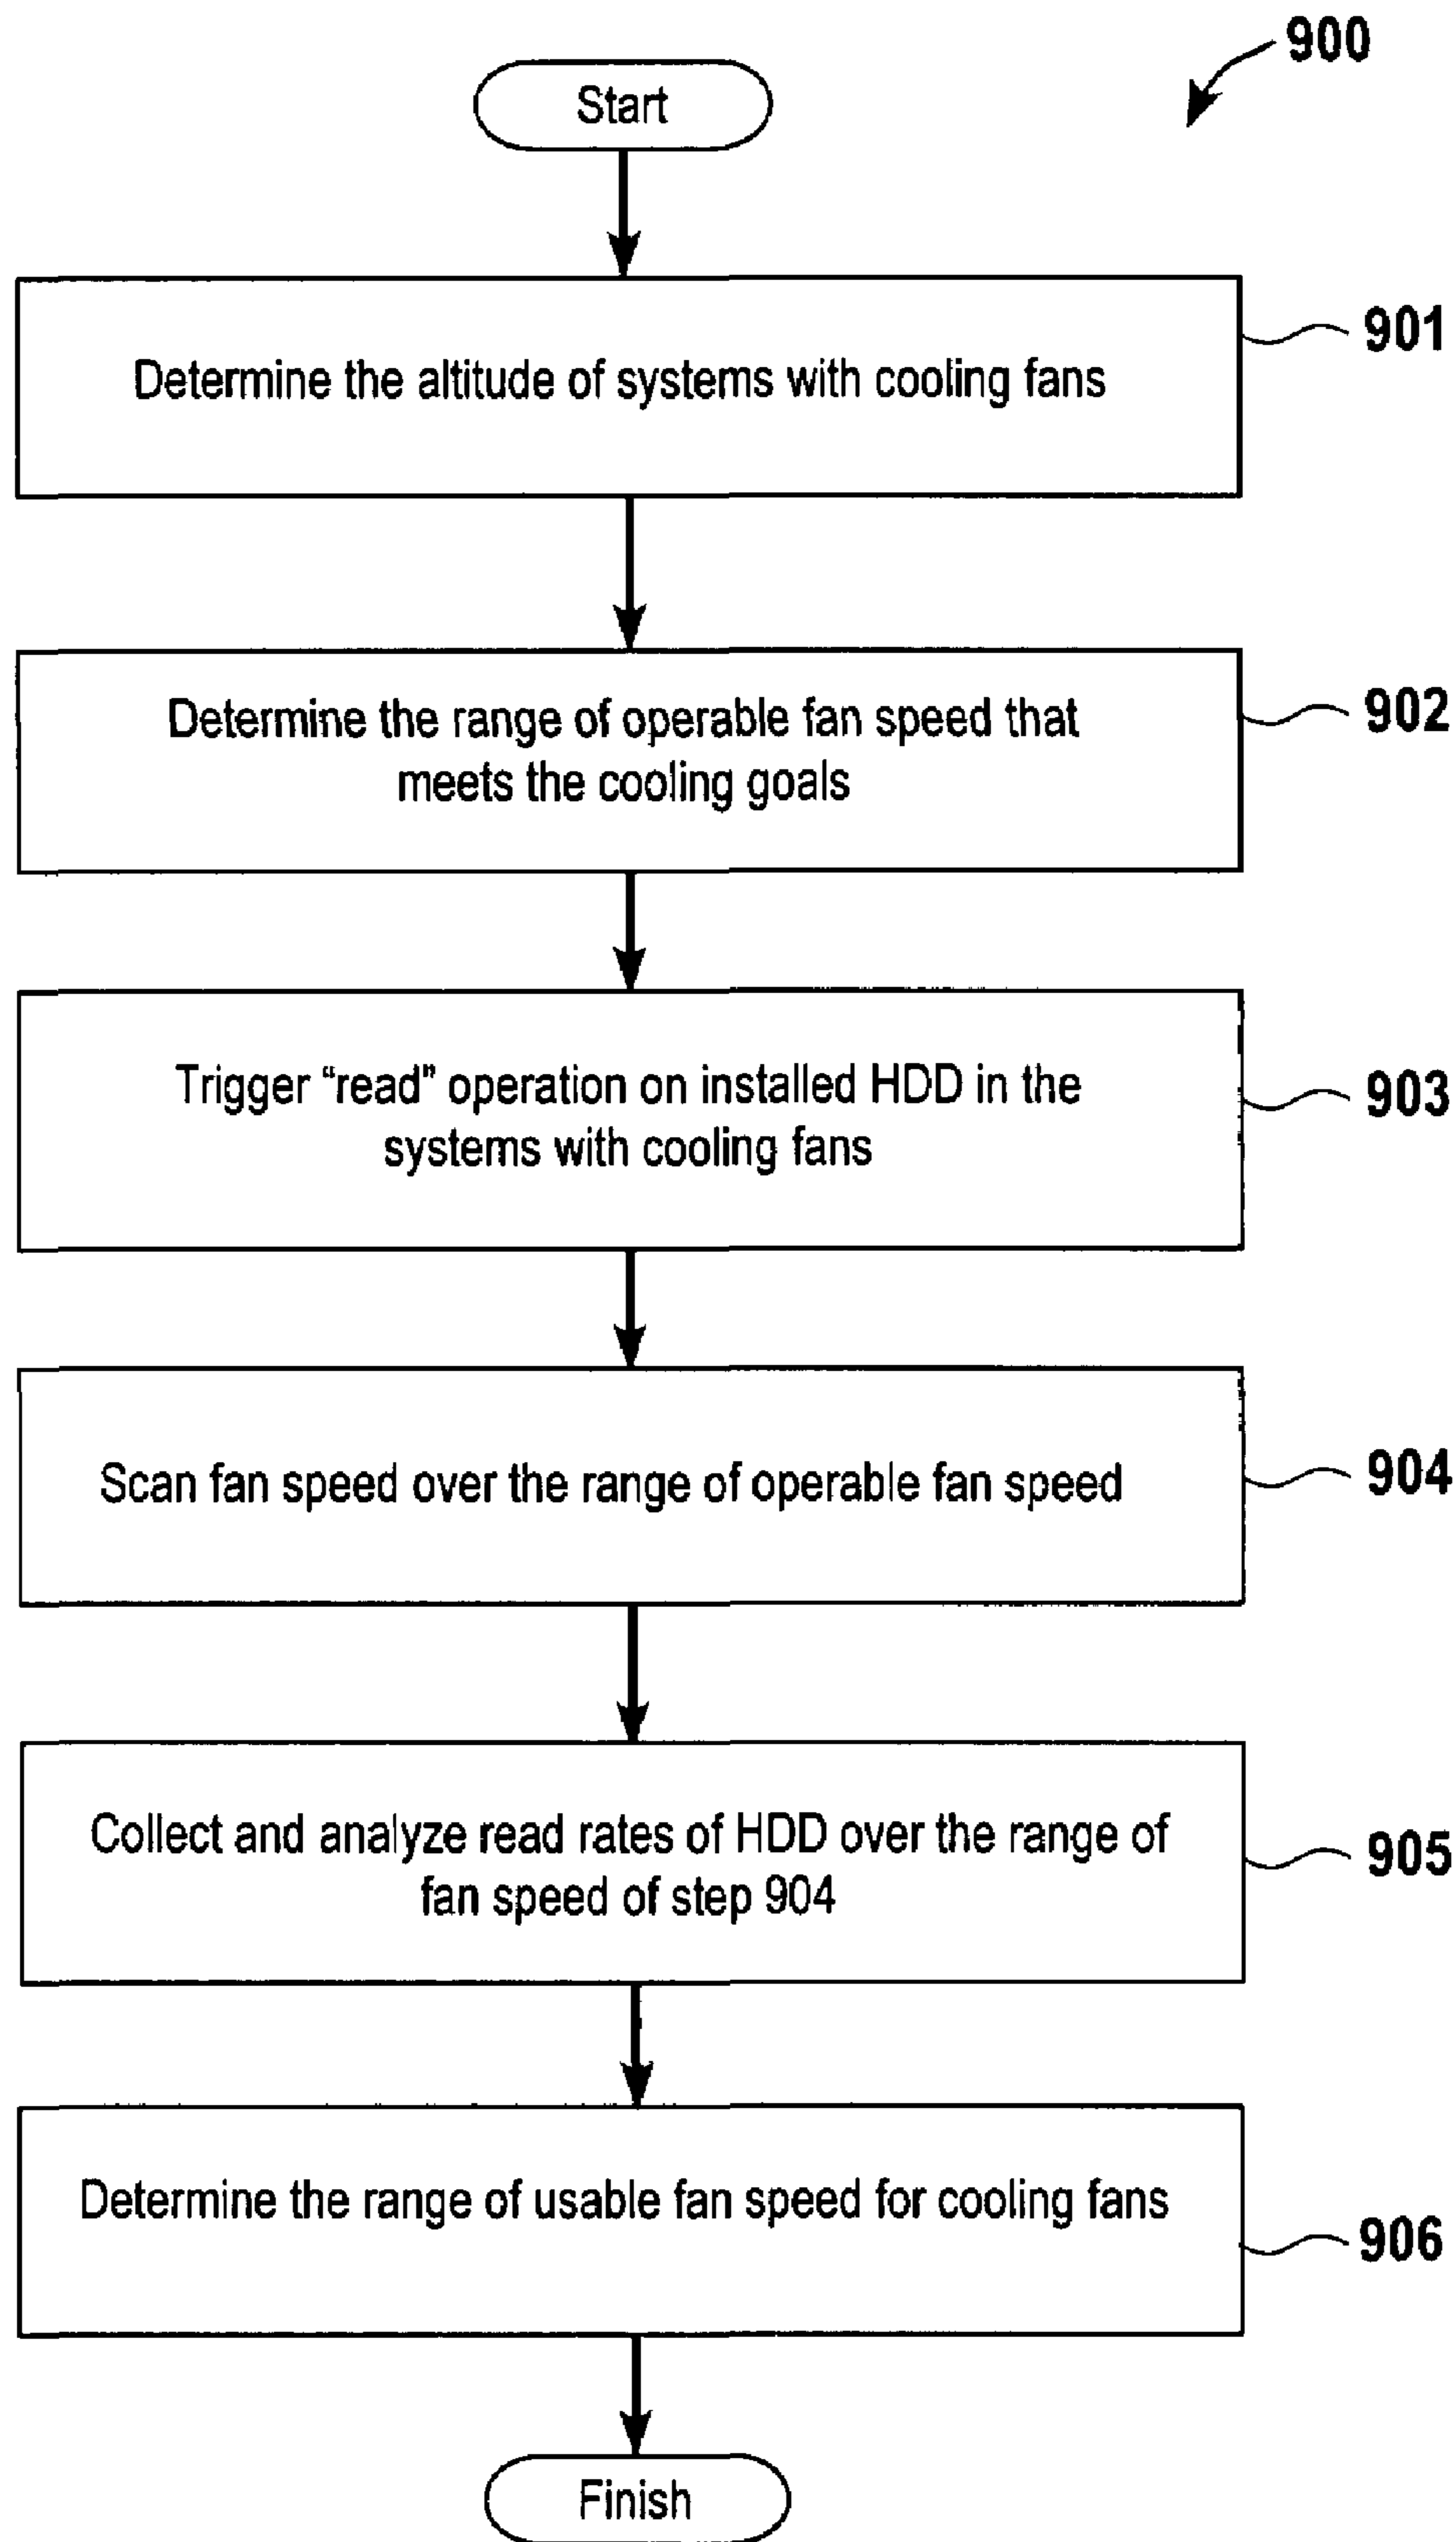 900
Start
Determine the altitude of systems with cooling fans
901
Determine the range of operable fan speed that
meets the cooling goals
902
Trigger “read” operation on installed HDD in the
systems with cooling fans
903
Scan fan speed over the range of operable fan speed
904
Collect and analyze read rates of HDD over the range of
fan speed of step 904
905
Determine the range of usable fan speed for cooling fans
906
Finish